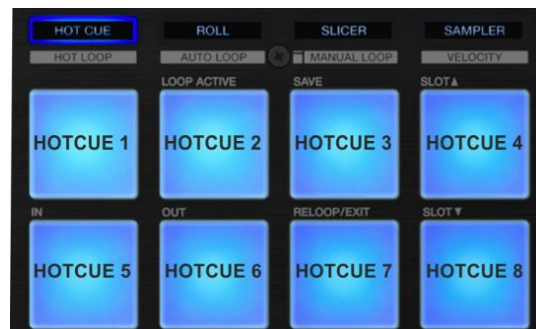 HOT CUE ROLL SLICER SAMPLER
HOT LOOP AUTO LOOP MANUAL LOOP VELOCITY
LOOP ACTIVE SAVE SLOT▲
HOTCUE 1 HOTCUE 2 HOTCUE 3 HOTCUE 4
IN OUT RELOOP/EXIT SLOT▼
HOTCUE 5 HOTCUE 6 HOTCUE 7 HOTCUE 8